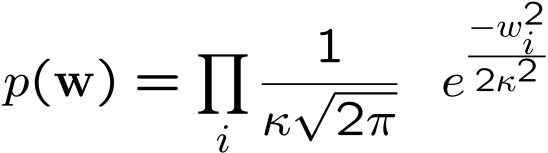 p(w) = ∏_i 1/(κ√(2π)) e^{-w_i^2/(2κ^2)}